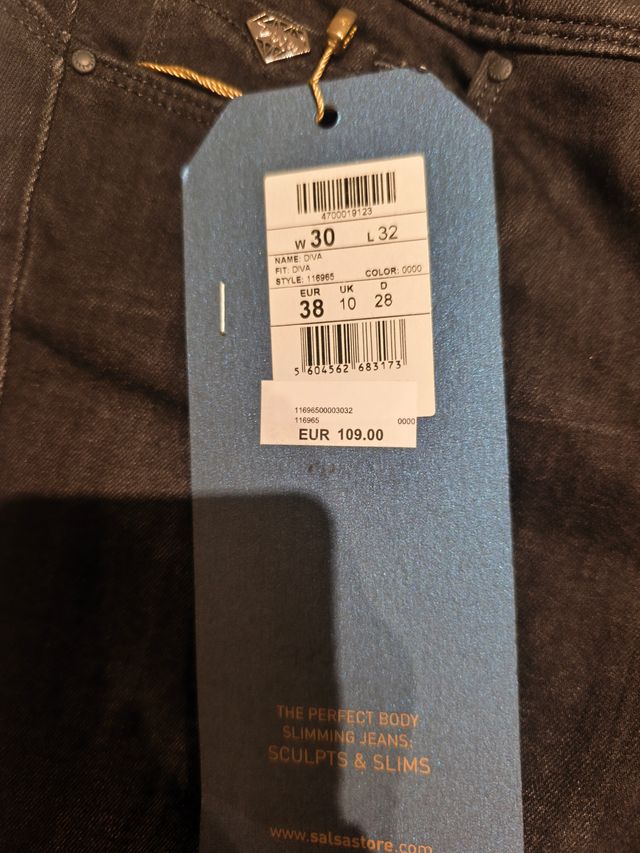 4700019123
W 30 L 32
NAME: DIVA
FIT: DIVA
STYLE: 116965 COLOR: 0000
EUR UK D
38 10 28
5 604562 683173
11696500003032
116965 0000
EUR 109.00
THE PERFECT BODY
SLIMMING JEANS:
SCULPTS & SLIMS
www.salsastore.com